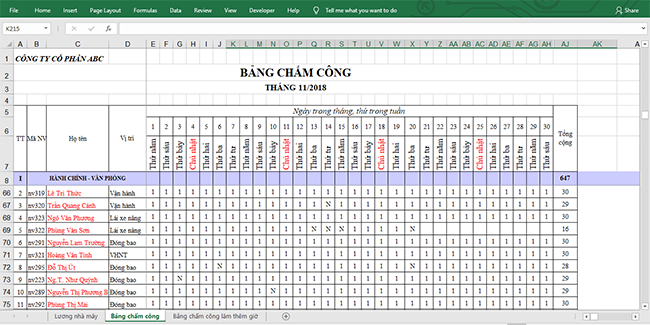 File Home Insert Page Layout Formulas Data Review View Developer Help Tell me what you want to do Share
K215 fx
A B C D E F G H I J K L M N O P Q R S T U V W X Y Z AA AB AC AD AE AF AG AH AJ AK A
1 CÔNG TY CỔ PHẦN ABC
2 BẢNG CHẤM CÔNG
3 THÁNG 11/2018
4
5 Ngày trong tháng, thứ trong tuần
6 TT Mã NV Họ tên Vị trí 1 2 3 4 5 6 7 8 9 10 11 12 13 14 15 16 17 18 19 20 21 22 23 24 25 26 27 28 29 30 Tổng cộng
7 Thứ năm Thứ sáu Thứ bảy Chủ nhật Thứ hai Thứ ba Thứ tư Thứ năm Thứ sáu Thứ bảy Chủ nhật Thứ hai Thứ ba Thứ tư Thứ năm Thứ sáu Thứ bảy Chủ nhật Thứ hai Thứ ba Thứ tư Thứ năm Thứ sáu Thứ bảy Chủ nhật Thứ hai Thứ ba Thứ tư Thứ năm Thứ sáu
8 I HÀNH CHÍNH - VĂN PHÒNG 647
66 2 nv319 Lê Trí Thức Vận hành 1 1 1 1 1 1 1 1 1 1 1 1 1 1 1 1 1 1 1 1 1 1 1 1 1 1 1 1 1 1 30
67 3 nv320 Trần Quang Cảnh Vận hành 1 1 1 1 1 1 1 1 1 1 1 1 1 N 1 1 1 1 1 1 1 1 1 1 1 1 1 1 1 1 29
68 4 nv323 Ngô Văn Phương Lái xe nâng 1 1 1 1 1 1 1 1 1 1 1 1 1 1 1 1 1 1 1 1 1 1 1 1 1 1 1 1 1 1 30
69 5 nv322 Phùng Văn Sơn Lái xe nâng 1 1 1 1 1 1 1 1 1 1 1 1 X N X 1 1 1 1 X 16
70 6 nv291 Nguyễn Lam Trường Đóng bao 1 1 1 1 1 1 1 1 1 1 1 1 1 1 1 1 1 1 1 1 1 1 1 1 1 1 1 1 1 1 30
71 7 nv321 Hoàng Văn Tình VHNT 1 1 1 1 1 1 1 1 1 1 1 1 1 1 1 1 1 1 1 1 1 1 1 1 1 1 1 1 1 1 30
72 8 nv295 Đỗ Thị Út Đóng bao 1 1 1 1 1 X 1 1 1 1 1 1 1 1 1 1 1 1 1 X 1 1 1 1 1 1 1 1 1 1 28
73 9 nv223 Ng T. Như Quỳnh Đóng bao 1 1 N 1 1 1 1 1 1 1 1 1 1 1 1 1 1 1 1 1 1 1 1 1 1 1 1 1 1 1 29
74 10 nv289 Nguyễn Thị Phương B Đóng bao 1 1 1 1 1 1 1 1 1 N 1 1 1 1 1 1 1 1 1 1 1 1 1 1 1 1 1 1 1 1 29
75 11 nv292 Phùng Thị Mai Đóng bao 1 1 1 1 1 1 1 1 1 1 1 1 1 1 1 1 1 1 1 1 1 1 1 1 1 1 1 1 1 1 30
Lương nhà máy Bảng chấm công Bảng chấm công làm thêm giờ